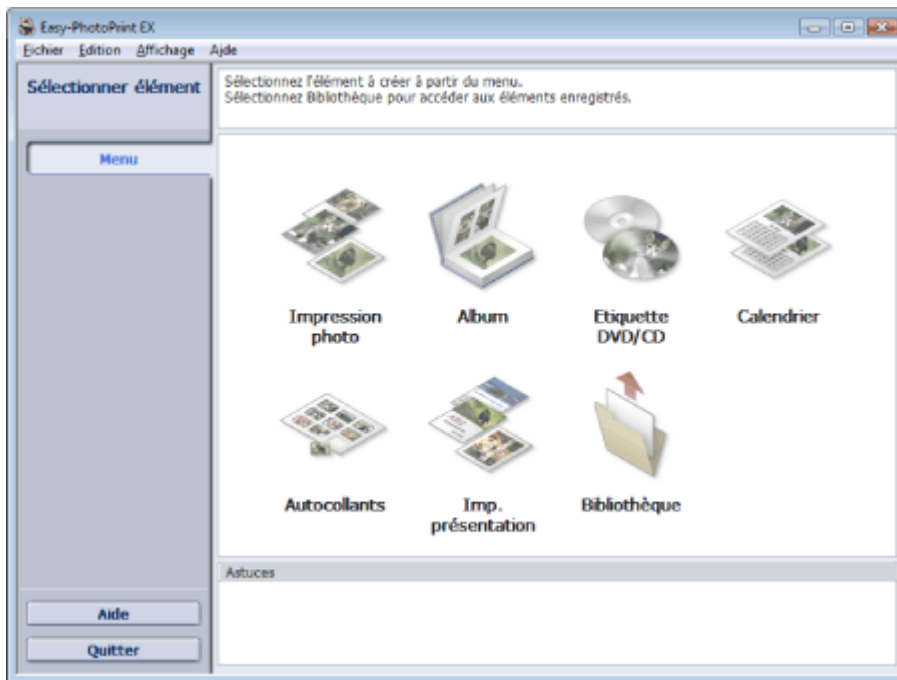 Easy-PhotoPrint EX
Fichier Edition Affichage Aide
Sélectionner élément
Sélectionnez l'élément à créer à partir du menu.
Sélectionnez Bibliothèque pour accéder aux éléments enregistrés.
Menu
Impression
photo
Album
Etiquette
DVD/CD
Calendrier
Autocollants
Imp.
présentation
Bibliothèque
Astuces
Aide
Quitter